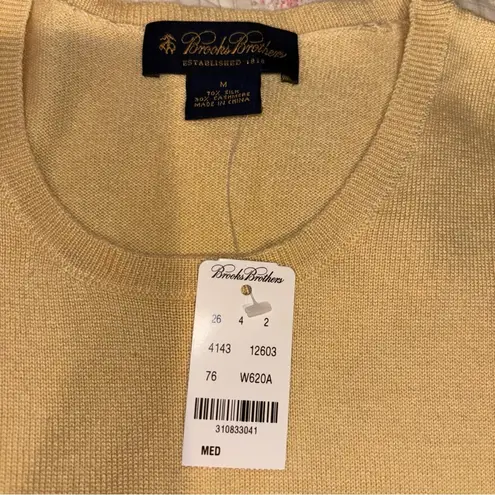 Brooks Brothers
ESTABLISHED 1818
M
70% SILK
30% CASHMERE
MADE IN CHINA
Brooks Brothers
26 4 2
4143 12603
76 W620A
310833041
MED